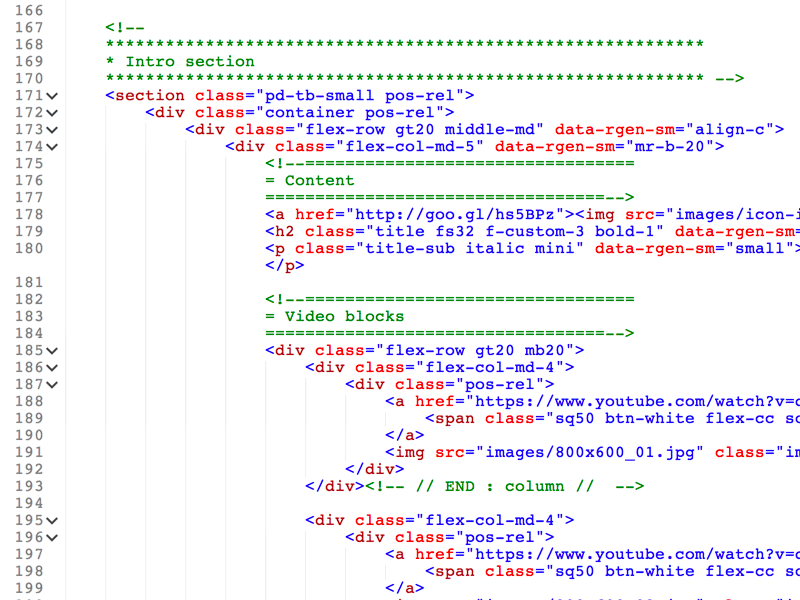 166
167 <!--
168 ************************************************************
169 * Intro section
170 ************************************************************ -->
171 <section class="pd-tb-small pos-rel">
172 <div class="container pos-rel">
173 <div class="flex-row gt20 middle-md" data-rgen-sm="align-c">
174 <div class="flex-col-md-5" data-rgen-sm="mr-b-20">
175 <!--=================================
176 = Content
177 ==================================-->
178 <a href="http://goo.gl/hs5BPz"><img src="images/icon-i
179 <h2 class="title fs32 f-custom-3 bold-1" data-rgen-sm=
180 <p class="title-sub italic mini" data-rgen-sm="small">
</p>
181
182 <!--=================================
183 = Video blocks
184 ==================================-->
185 <div class="flex-row gt20 mb20">
186 <div class="flex-col-md-4">
187 <div class="pos-rel">
188 <a href="https://www.youtube.com/watch?v=
189 <span class="sq50 btn-white flex-cc
190 </a>
191 <img src="images/800x600_01.jpg" class="im
192 </div>
193 </div><!-- // END : column //  -->
194
195 <div class="flex-col-md-4">
196 <div class="pos-rel">
197 <a href="https://www.youtube.com/watch?v=
198 <span class="sq50 btn-white flex-cc
199 </a>